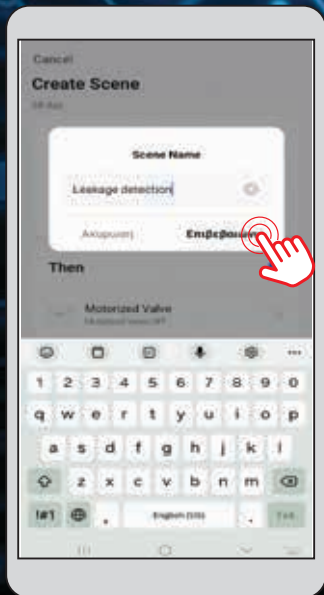 Cancel
Create Scene
Scene Name
Leekage detection
Ακύρωση
Επιβεβαίωση
Then
Motorized Valve
1 2 3 4 5 6 7 8 9 0
q w e r t y u i o p
a s d f g h j k l
z x c v b n m
!#1 , English (US) .